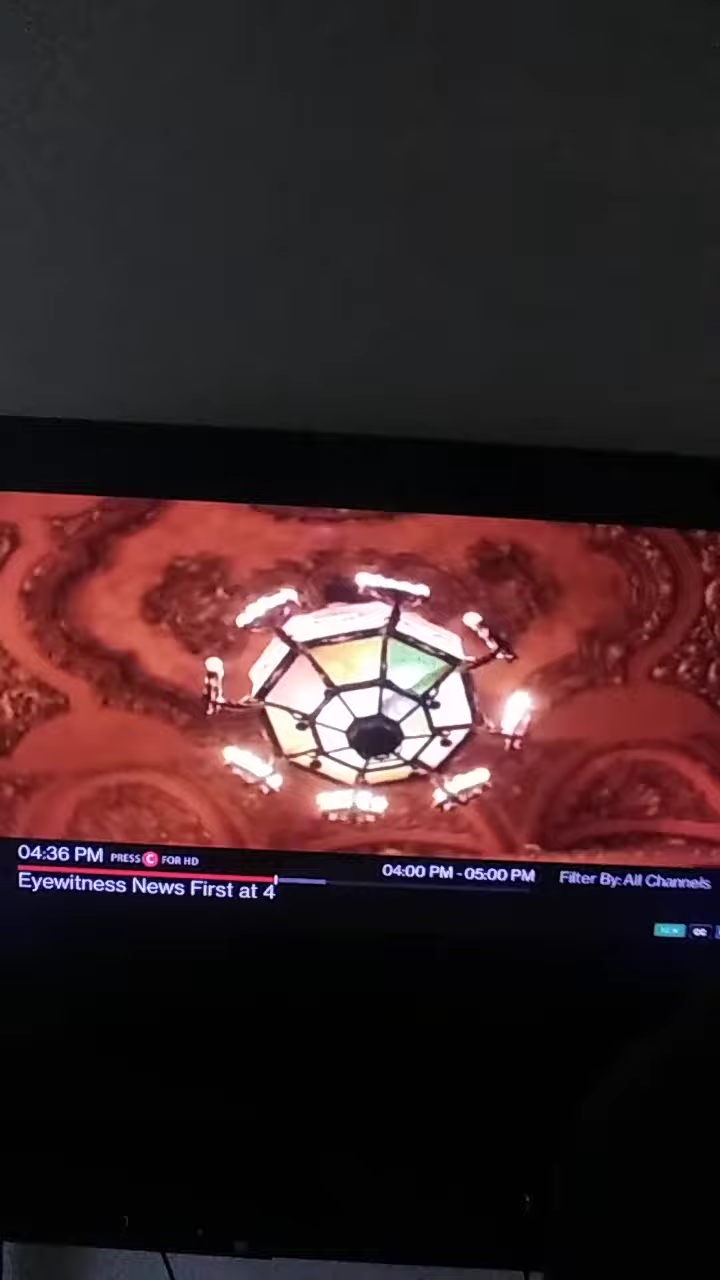 04:36 PM PRESS C FOR HD
04:00 PM - 05:00 PM
Filter By: All Channels
Eyewitness News First at 4
CC